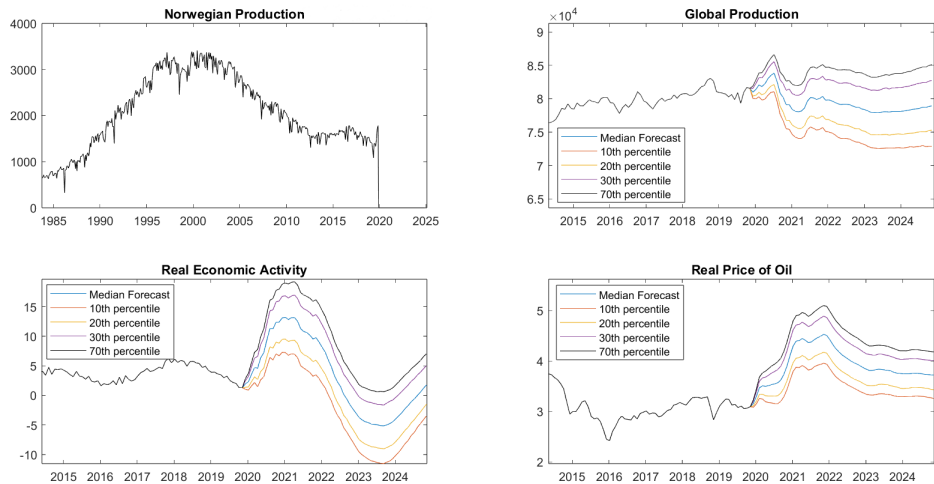 Norwegian Production
4000
3000
2000
1000
0
1985 1990 1995 2000 2005 2010 2015 2020 2025
Global Production
×10⁴
9
8.5
8
7.5
7
6.5
Median Forecast
10th percentile
20th percentile
30th percentile
70th percentile
2015 2016 2017 2018 2019 2020 2021 2022 2023 2024
Real Economic Activity
15
10
5
0
-5
-10
Median Forecast
10th percentile
20th percentile
30th percentile
70th percentile
2015 2016 2017 2018 2019 2020 2021 2022 2023 2024
Real Price of Oil
5
4
3
2
Median Forecast
10th percentile
20th percentile
30th percentile
70th percentile
2015 2016 2017 2018 2019 2020 2021 2022 2023 2024